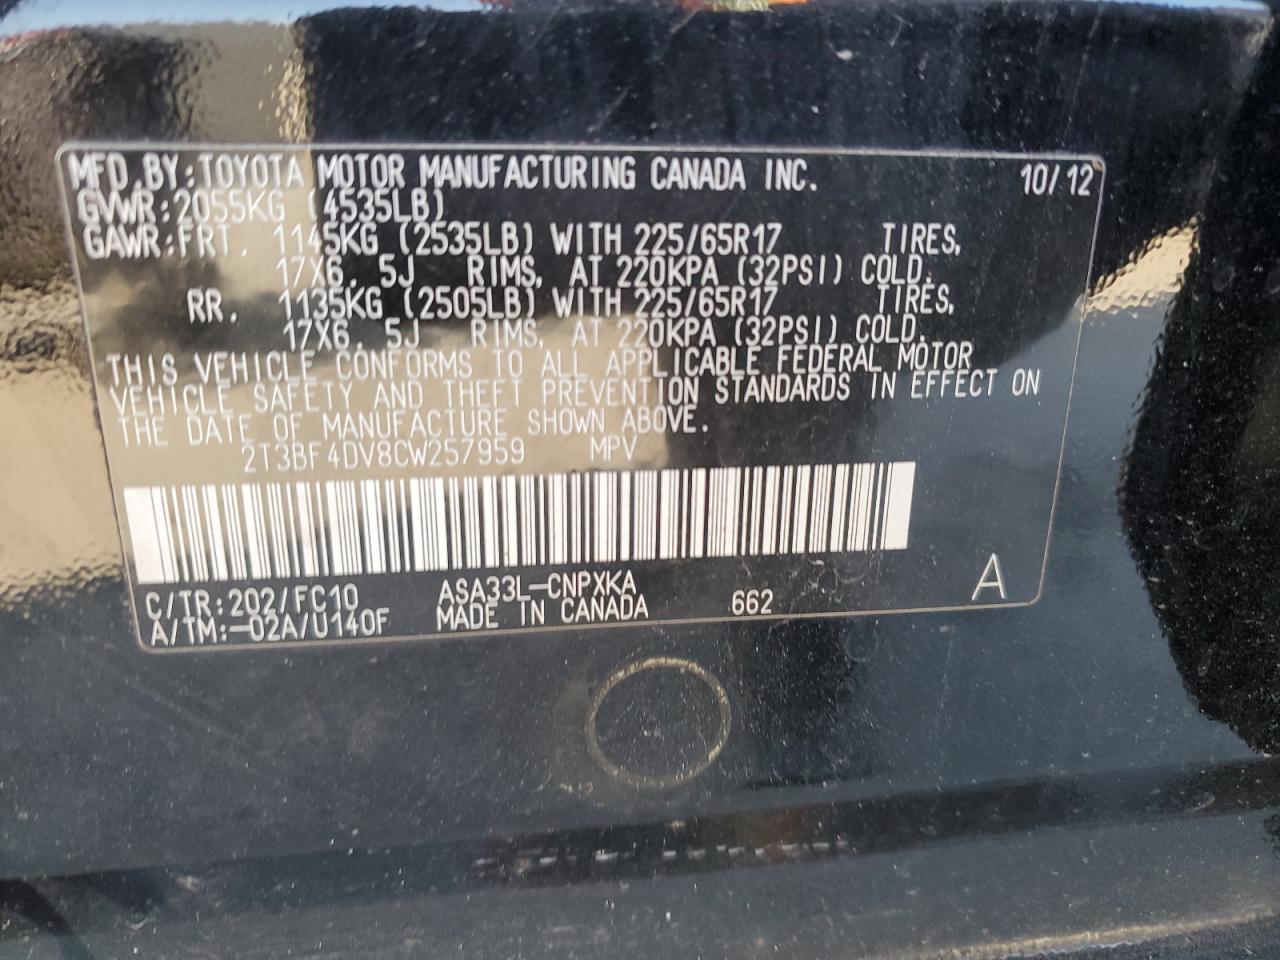 MFD.BY:TOYOTA MOTOR MANUFACTURING CANADA INC. 10/12
GVWR:2055KG (4535LB)
GAWR:FRT. 1145KG (2535LB) WITH 225/65R17 TIRES,
17X6.5J RIMS, AT 220KPA (32PSI) COLD.
RR. 1135KG (2505LB) WITH 225/65R17 TIRES,
17X6.5J RIMS, AT 220KPA (32PSI) COLD.
THIS VEHICLE CONFORMS TO ALL APPLICABLE FEDERAL MOTOR
VEHICLE SAFETY AND THEFT PREVENTION STANDARDS IN EFFECT ON
THE DATE OF MANUFACTURE SHOWN ABOVE.
2T3BF4DV8CW257959 MPV
C/TR:202/FC10 ASA33L-CNPXKA A
A/TM:-02A/U140F MADE IN CANADA 662